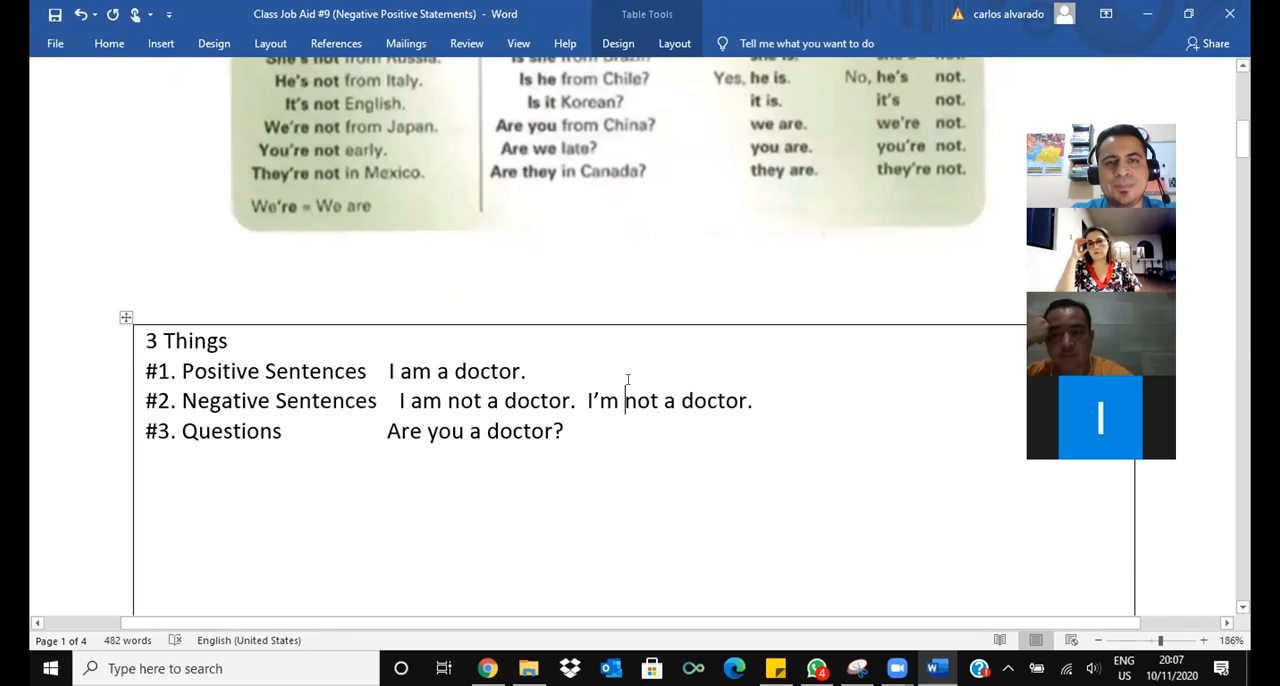 Class Job Aid #9 (Negative Positive Statements) - Word
Table Tools
carlos alvarado
File Home Insert Design Layout References Mailings Review View Help Design Layout Tell me what you want to do Share
She's not from Russia.
He's not from Italy. Is he from Chile? Yes, he is. No, he's not.
It's not English. Is it Korean? it is. it's not.
We're not from Japan. Are you from China? we are. we're not.
You're not early. Are we late? you are. you're not.
They're not in Mexico. Are they in Canada? they are. they're not.
We're = We are
3 Things
#1. Positive Sentences I am a doctor.
#2. Negative Sentences I am not a doctor. I’m not a doctor.
#3. Questions Are you a doctor?
I
Page 1 of 4 482 words English (United States) 186%
Type here to search
4
ENG
US
20:07
10/11/2020